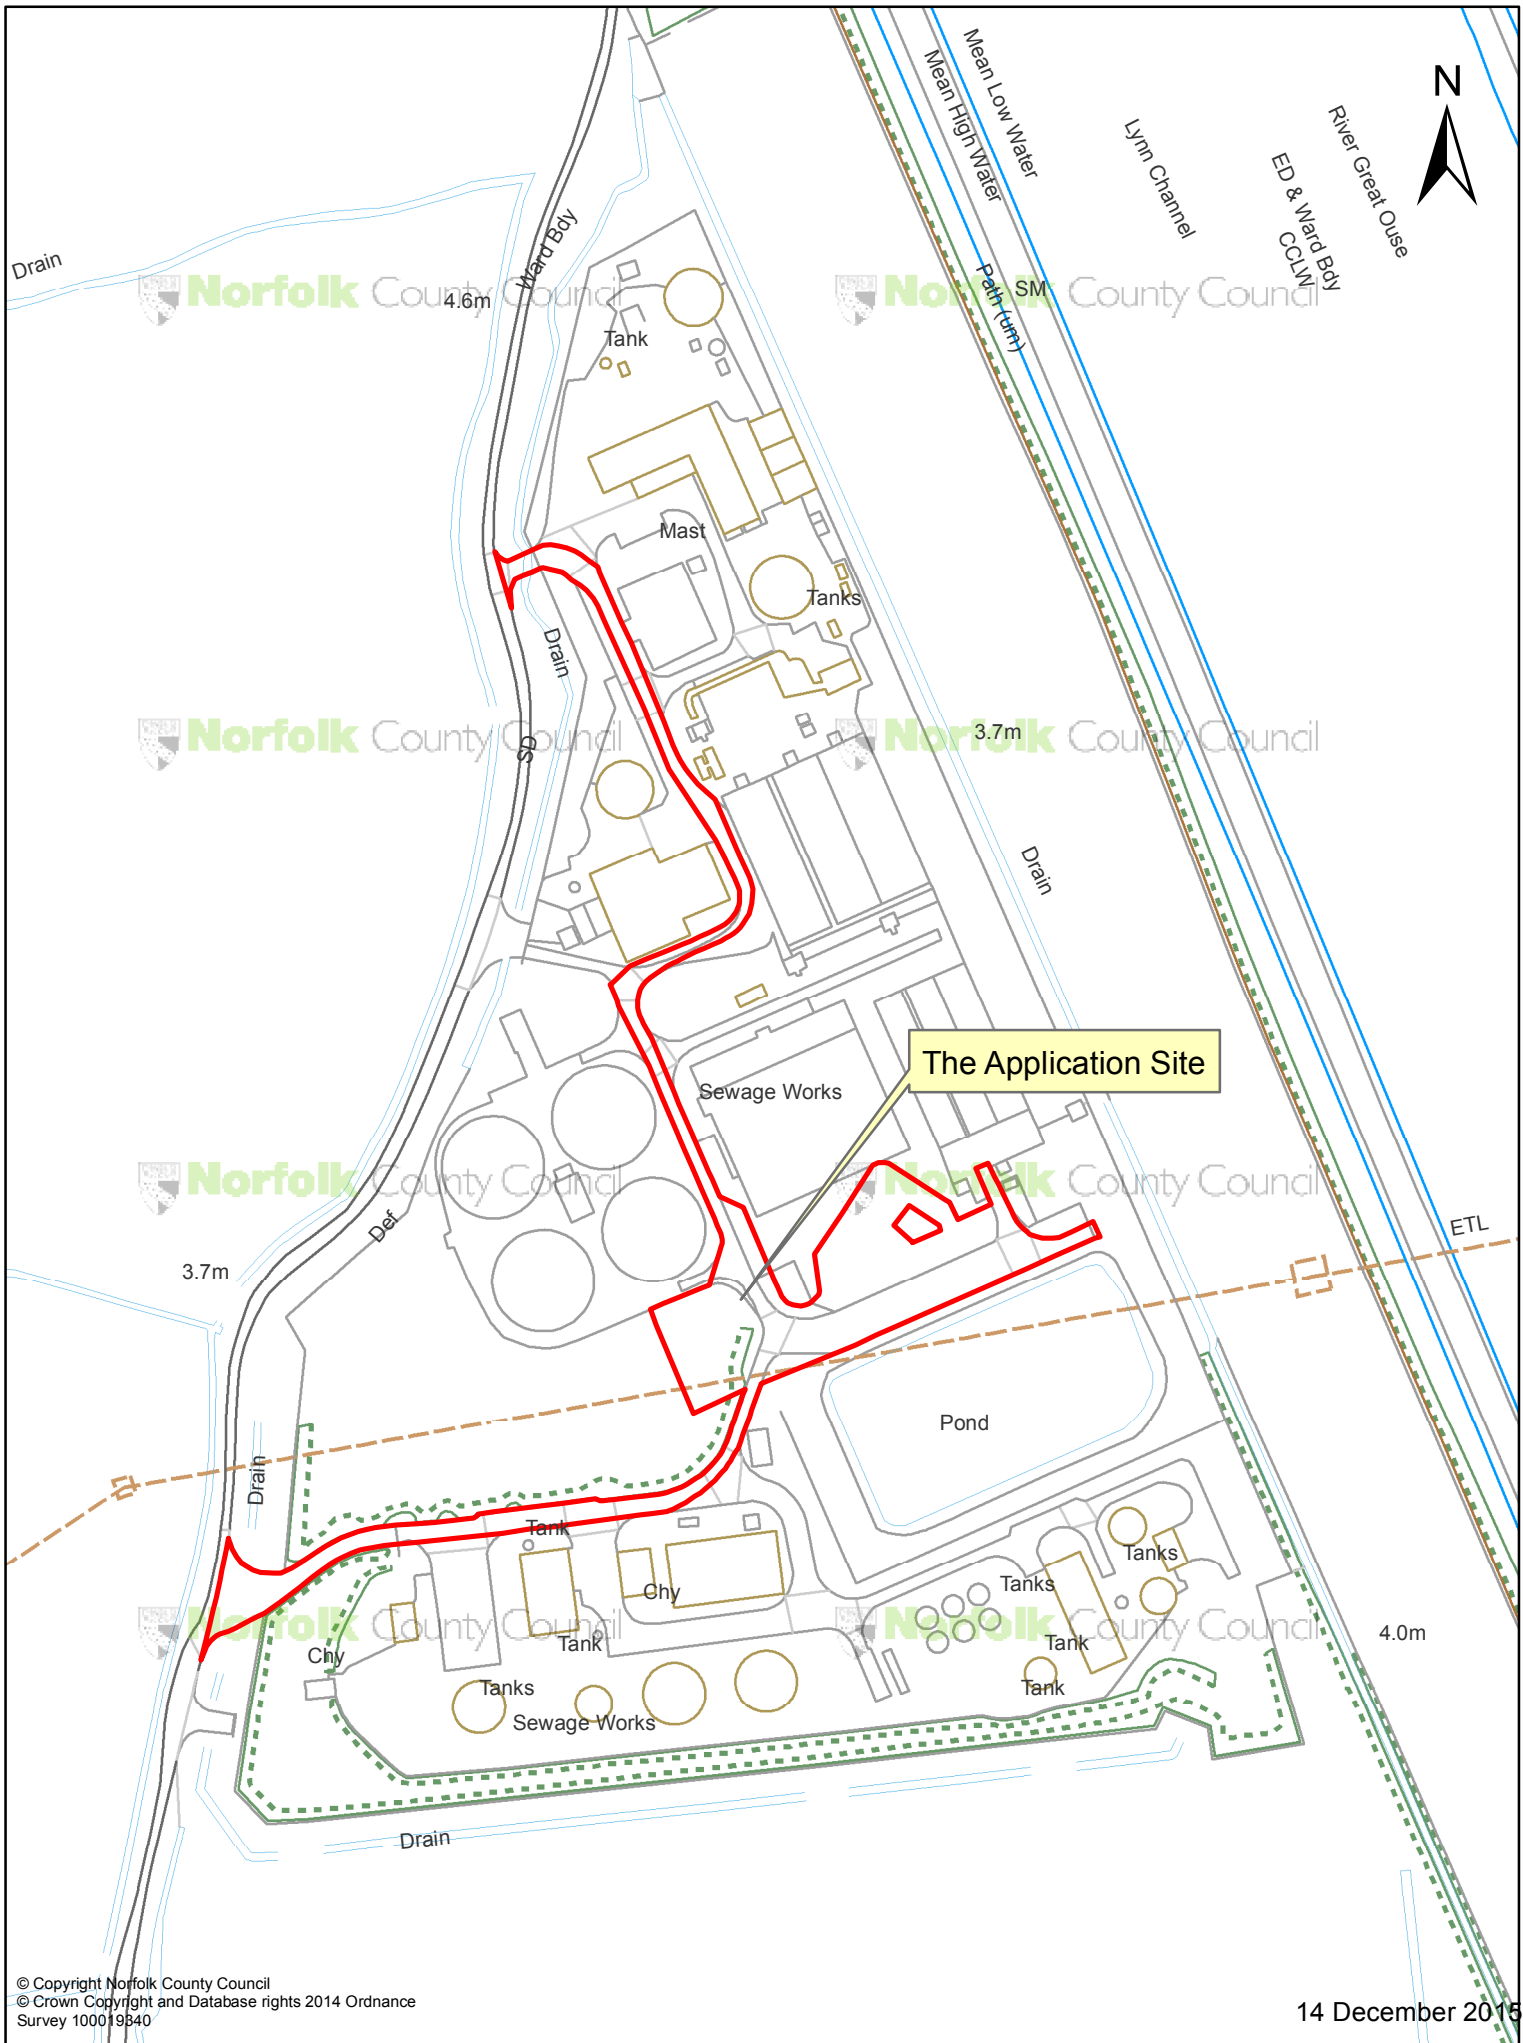 N
Mean Low Water
Mean High Water
Lynn Channel
River Great Ouse
ED & Ward Bdy
CCLW
Drain
Ward Bdy
Norfolk County Council
4.6m
Norfolk County Council
SM
Path (um)
Tank
Mast
Tanks
Drain
Norfolk County Council
SD
Norfolk County Council
3.7m
Drain
The Application Site
Sewage Works
Norfolk County Council
Norfolk County Council
Def
ETL
3.7m
Pond
Drain
Tank
Tanks
Chy
Tanks
Norfolk County Council
Norfolk County Council
Tank
Tank
4.0m
Chy
Tanks
Tank
Sewage Works
Drain
© Copyright Norfolk County Council
© Crown Copyright and Database rights 2014 Ordnance
Survey 100019340
14 December 2015